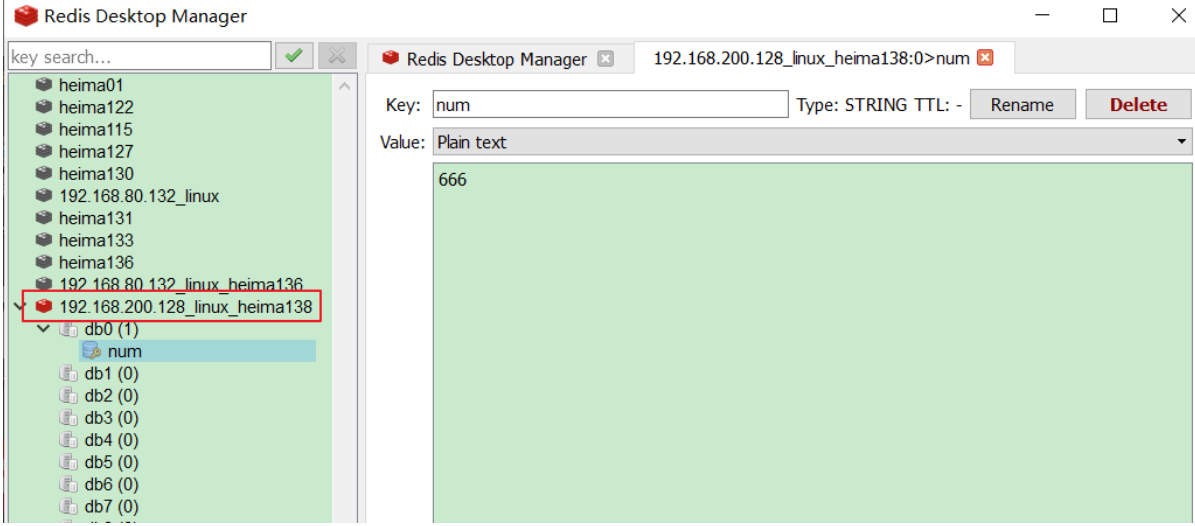 Redis Desktop Manager
key search...
heima01
heima122
heima115
heima127
heima130
192.168.80.132_linux
heima131
heima133
heima136
192.168.80.132_linux_heima136
192.168.200.128_linux_heima138
db0 (1)
num
db1 (0)
db2 (0)
db3 (0)
db4 (0)
db5 (0)
db6 (0)
db7 (0)
Redis Desktop Manager
192.168.200.128_linux_heima138:0>num
Key: num Type: STRING TTL: - Rename Delete
Value: Plain text
666